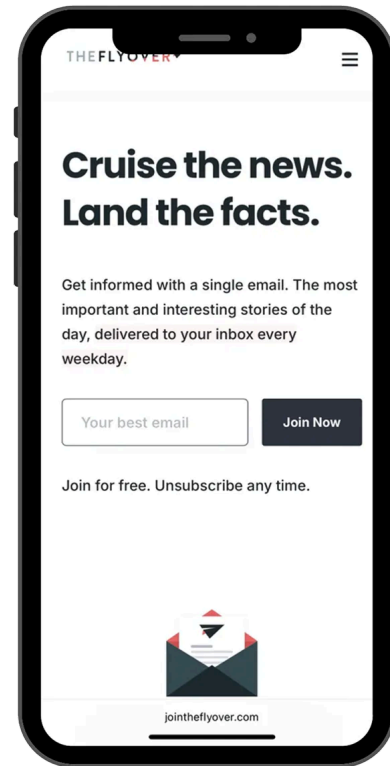 THEFLYOVER
Cruise the news.
Land the facts.
Get informed with a single email. The most
important and interesting stories of the
day, delivered to your inbox every
weekday.
Your best email
Join Now
Join for free. Unsubscribe any time.
jointheflyover.com